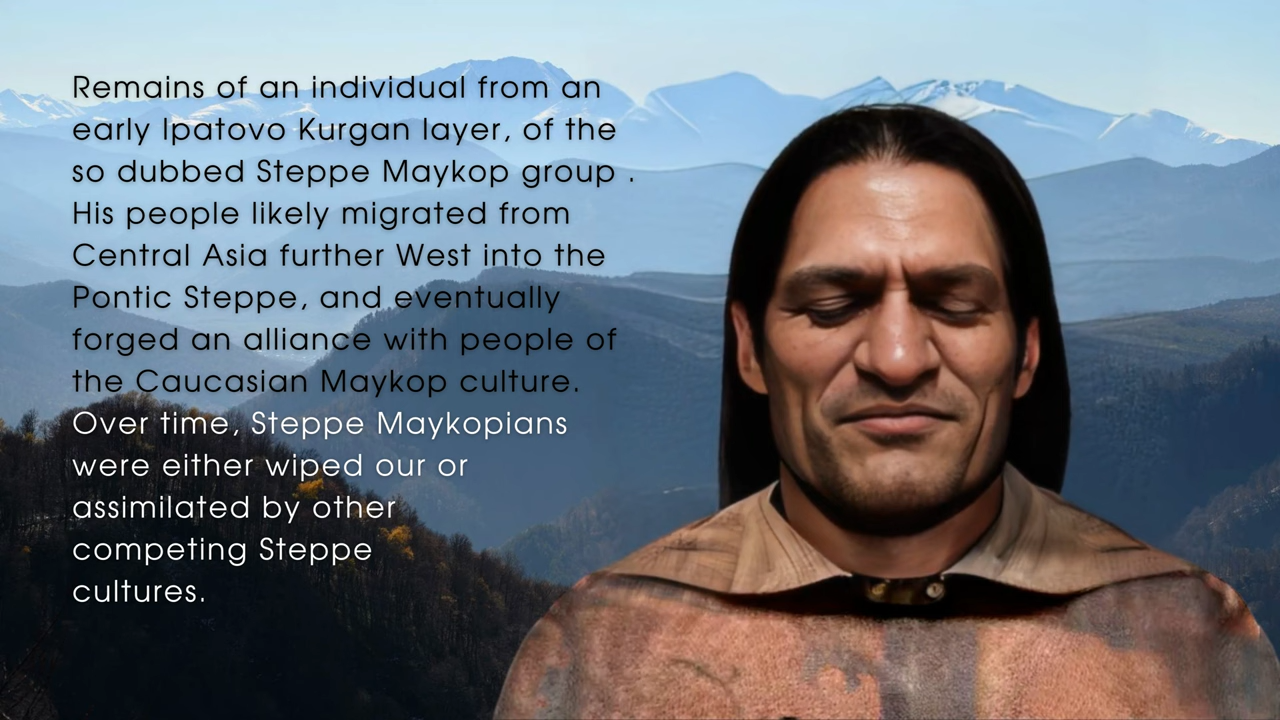 Remains of an individual from an
early Ipatovo Kurgan layer, of the
so dubbed Steppe Maykop group .
His people likely migrated from
Central Asia further West into the
Pontic Steppe, and eventually
forged an alliance with people of
the Caucasian Maykop culture.
Over time, Steppe Maykopians
were either wiped our or
assimilated by other
competing Steppe
cultures.